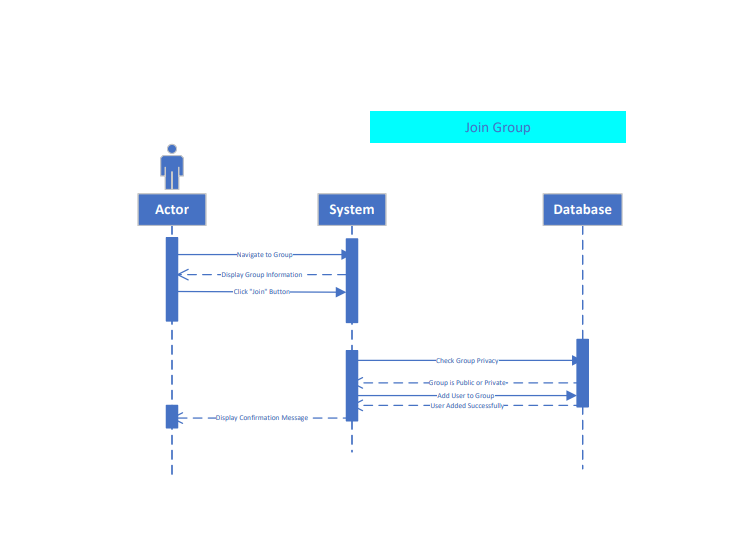 Join Group
Actor
System
Database
Navigate to Group
Display Group Information
Click "Join" Button
Check Group Privacy
Group is Public or Private
Add User to Group
User Added Successfully
Display Confirmation Message